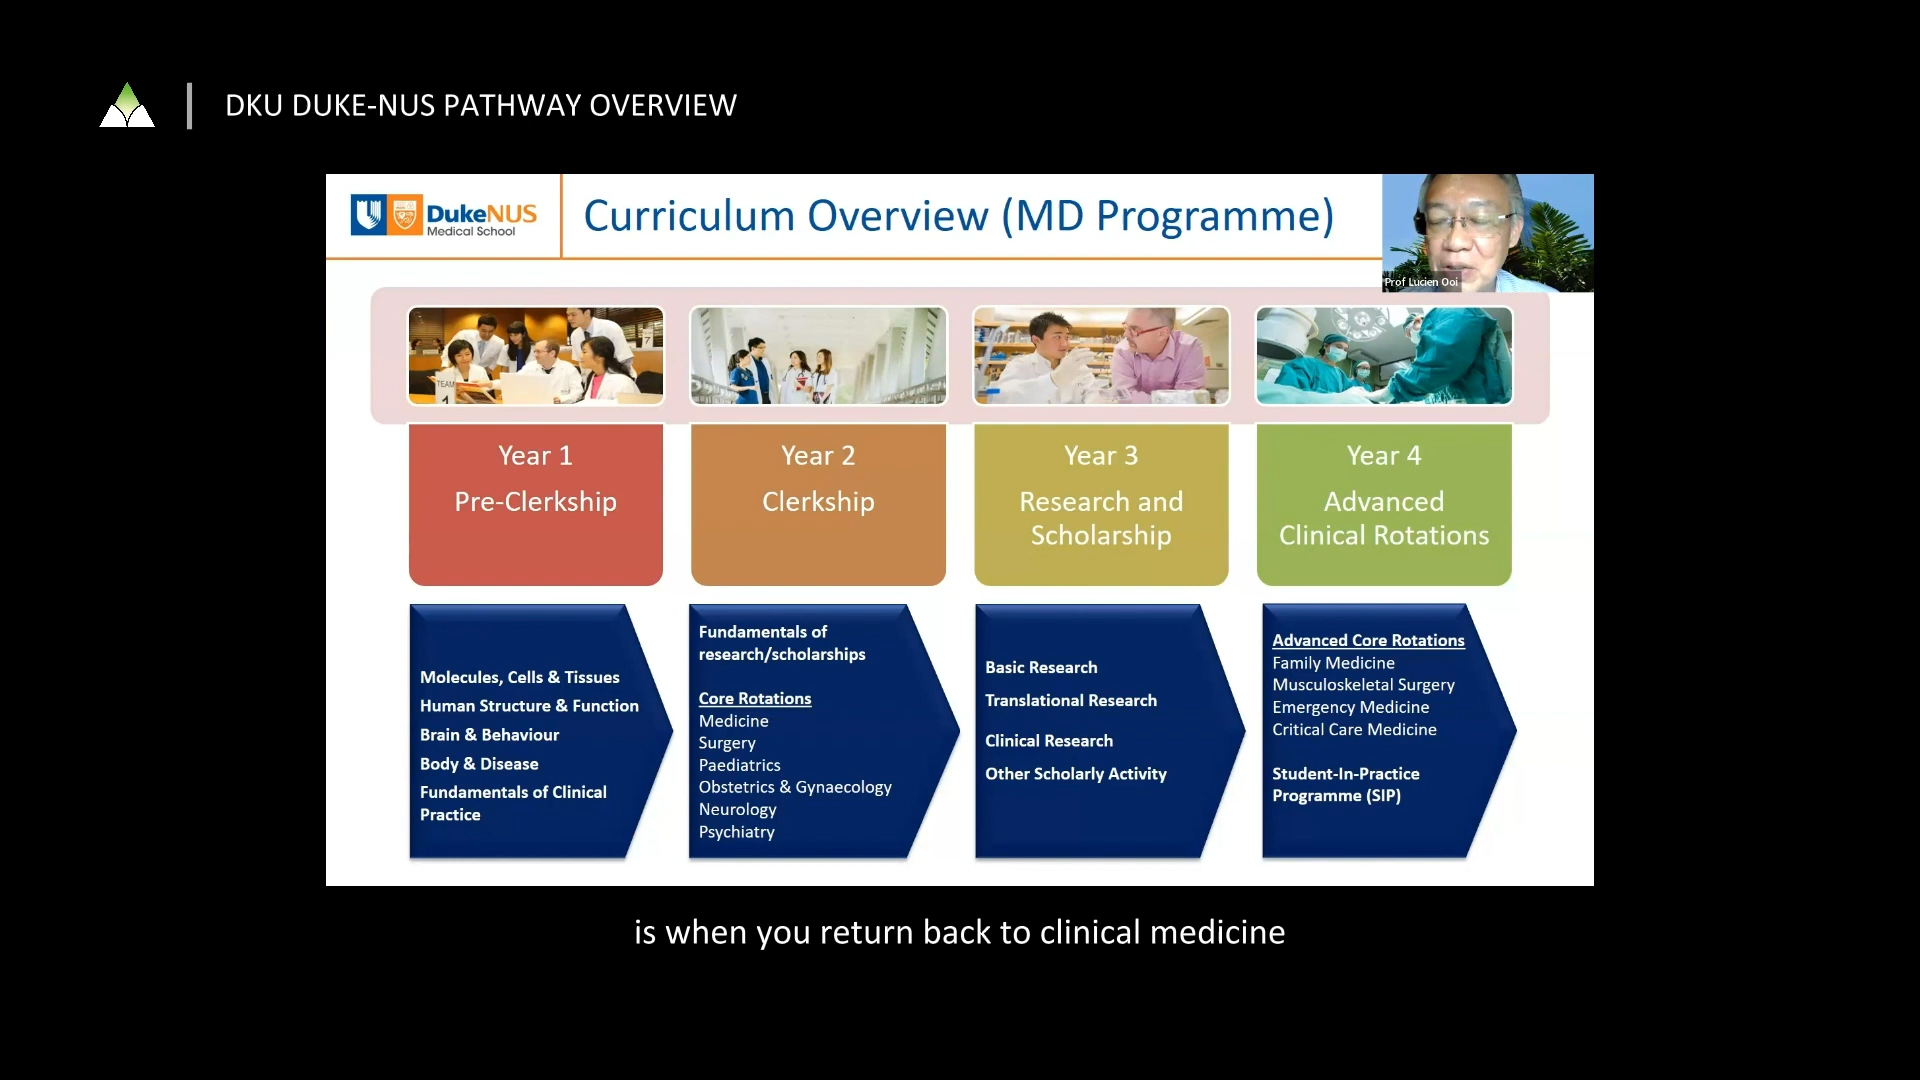 DKU DUKE-NUS PATHWAY OVERVIEW
DukeNUS
Medical School
Curriculum Overview (MD Programme)
Prof Lucien Ooi
TEAM
1
7
Year 1
Pre-Clerkship
Year 2
Clerkship
Year 3
Research and
Scholarship
Year 4
Advanced
Clinical Rotations
Molecules, Cells & Tissues
Human Structure & Function
Brain & Behaviour
Body & Disease
Fundamentals of Clinical
Practice
Fundamentals of
research/scholarships
Core Rotations
Medicine
Surgery
Paediatrics
Obstetrics & Gynaecology
Neurology
Psychiatry
Basic Research
Translational Research
Clinical Research
Other Scholarly Activity
Advanced Core Rotations
Family Medicine
Musculoskeletal Surgery
Emergency Medicine
Critical Care Medicine
Student-In-Practice
Programme (SIP)
is when you return back to clinical medicine